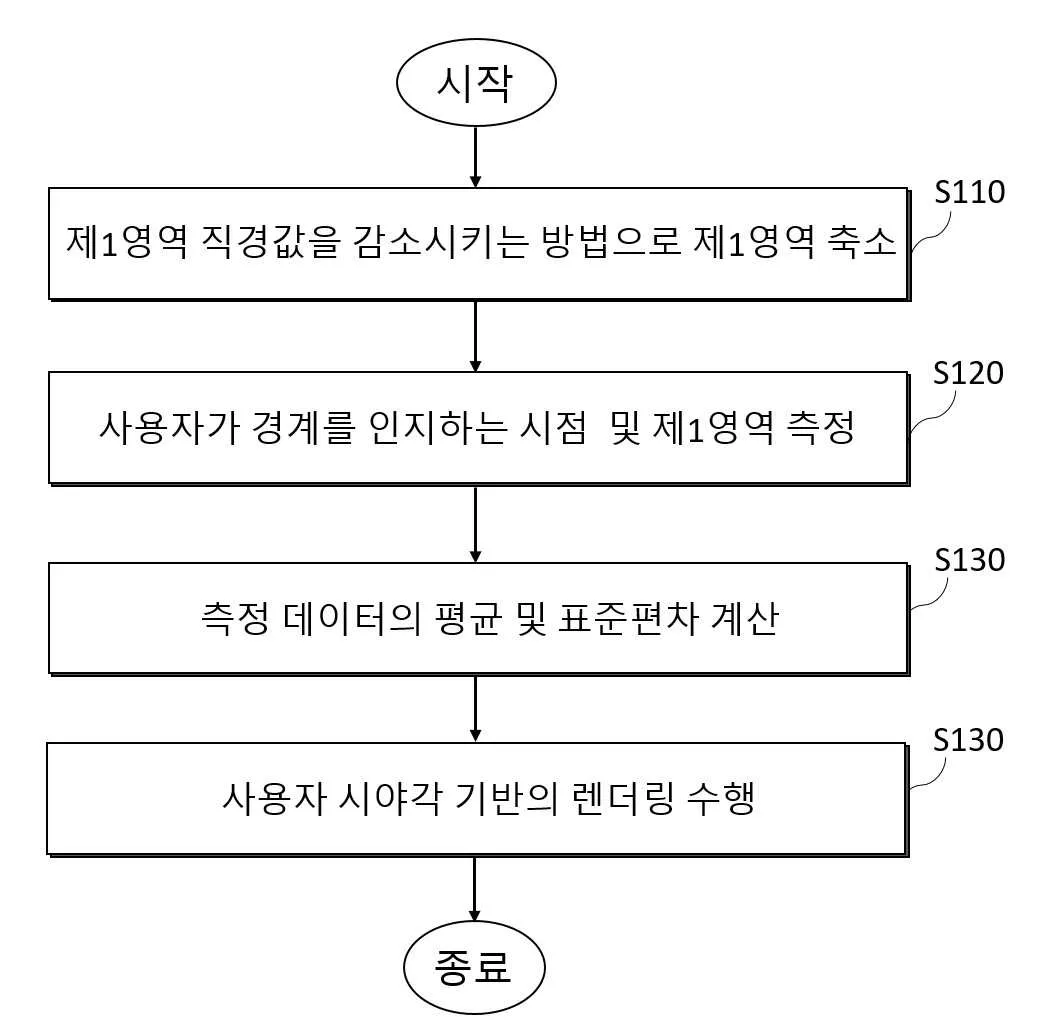 시작
S110
제1영역 직경값을 감소시키는 방법으로 제1영역 축소
S120
사용자가 경계를 인지하는 시점 및 제1영역 측정
S130
측정 데이터의 평균 및 표준편차 계산
S130
사용자 시야각 기반의 렌더링 수행
종료